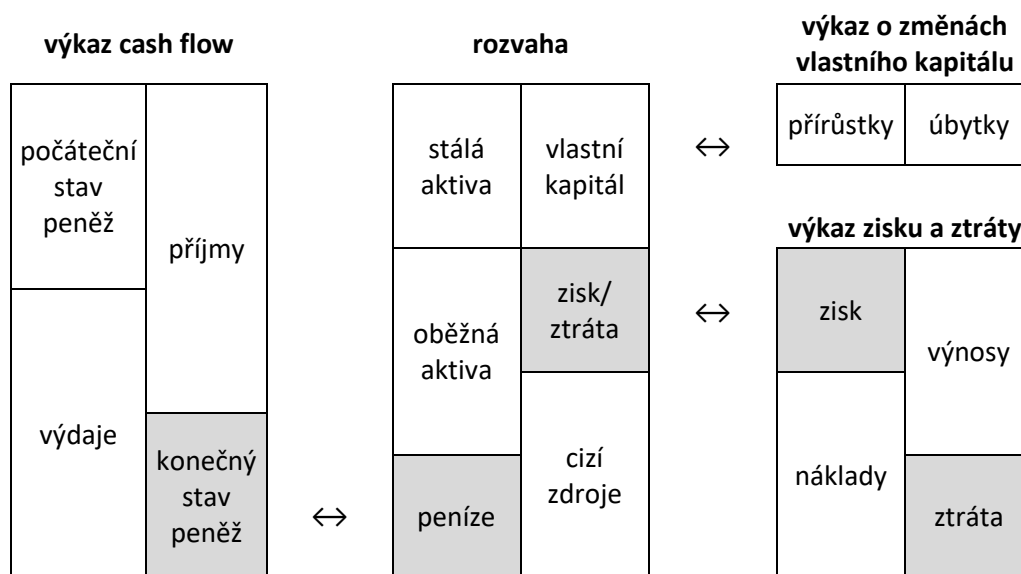 výkaz cash flow
počáteční
stav
peněž
příjmy
výdaje
konečný
stav
peněž
↔
rozvaha
stálá
aktiva
vlastní
kapitál
oběžná
aktiva
zisk/
ztráta
peníze
cizí
zdroje
↔
↔
výkaz o změnách
vlastního kapitálu
přírůstky
úbytky
výkaz zisku a ztráty
zisk
výnosy
náklady
ztráta